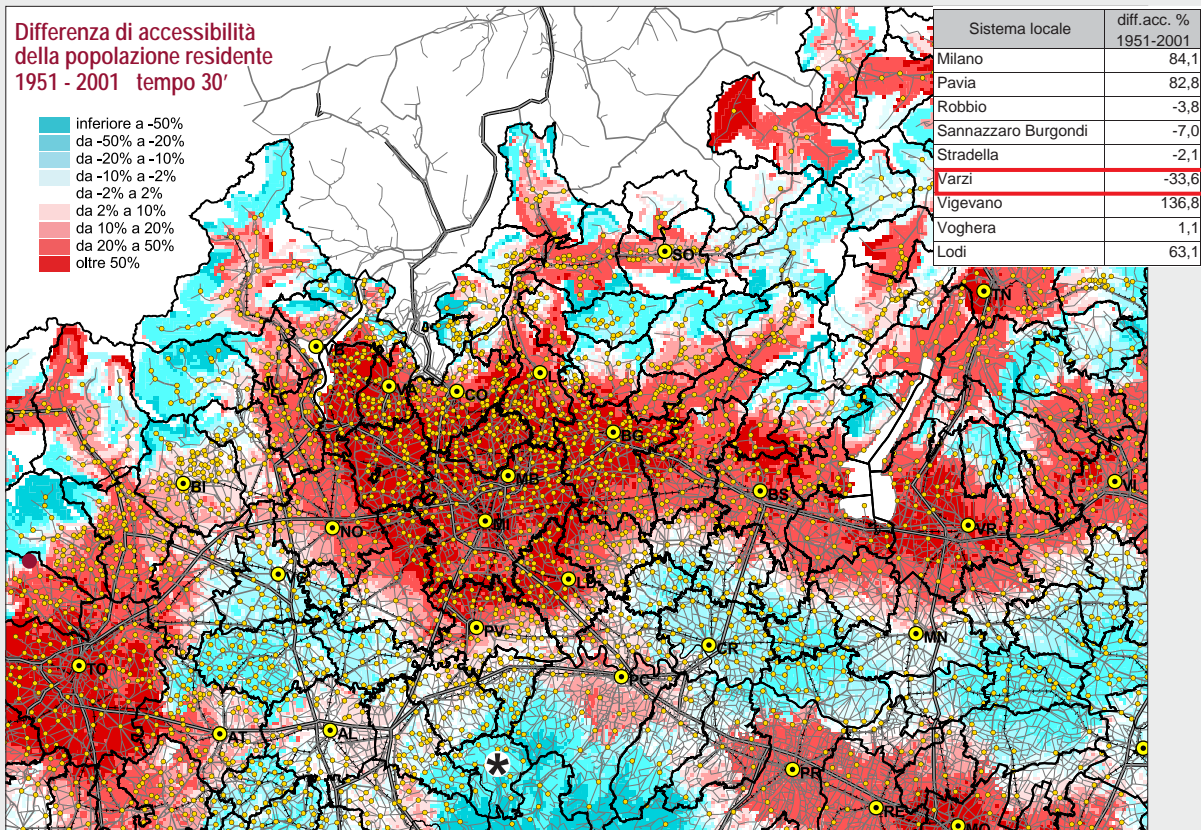 Differenza di accessibilità
della popolazione residente
1951 - 2001 tempo 30'
inferiore a -50%
da -50% a -20%
da -20% a -10%
da -10% a -2%
da -2% a 2%
da 2% a 10%
da 10% a 20%
da 20% a 50%
oltre 50%
Sistema locale diff.acc. % 1951-2001
Milano 84,1
Pavia 82,8
Robbio -3,8
Sannazzaro Burgondi -7,0
Stradella -2,1
Varzi -33,6
Vigevano 136,8
Voghera 1,1
Lodi 63,1
SO
TN
VB
CO
BG
BI
MB
BS
VI
NO
MI
VR
VC
PV
CR
MN
TO
PC
AT
AL
*
PR
RE
MO